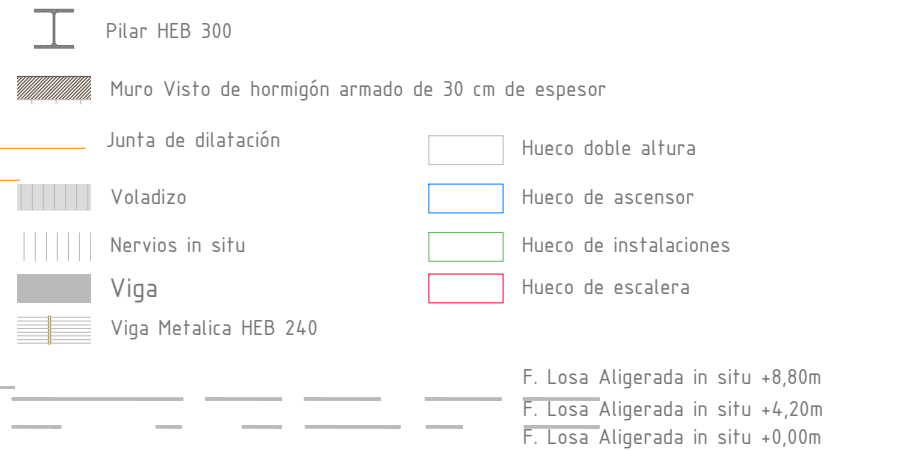 Pilar HEB 300
Muro Visto de hormigón armado de 30 cm de espesor
Junta de dilatación
Hueco doble altura
Voladizo
Hueco de ascensor
Nervios in situ
Hueco de instalaciones
Viga
Hueco de escalera
Viga Metalica HEB 240
F. Losa Aligerada in situ +8,80m
F. Losa Aligerada in situ +4,20m
F. Losa Aligerada in situ +0,00m